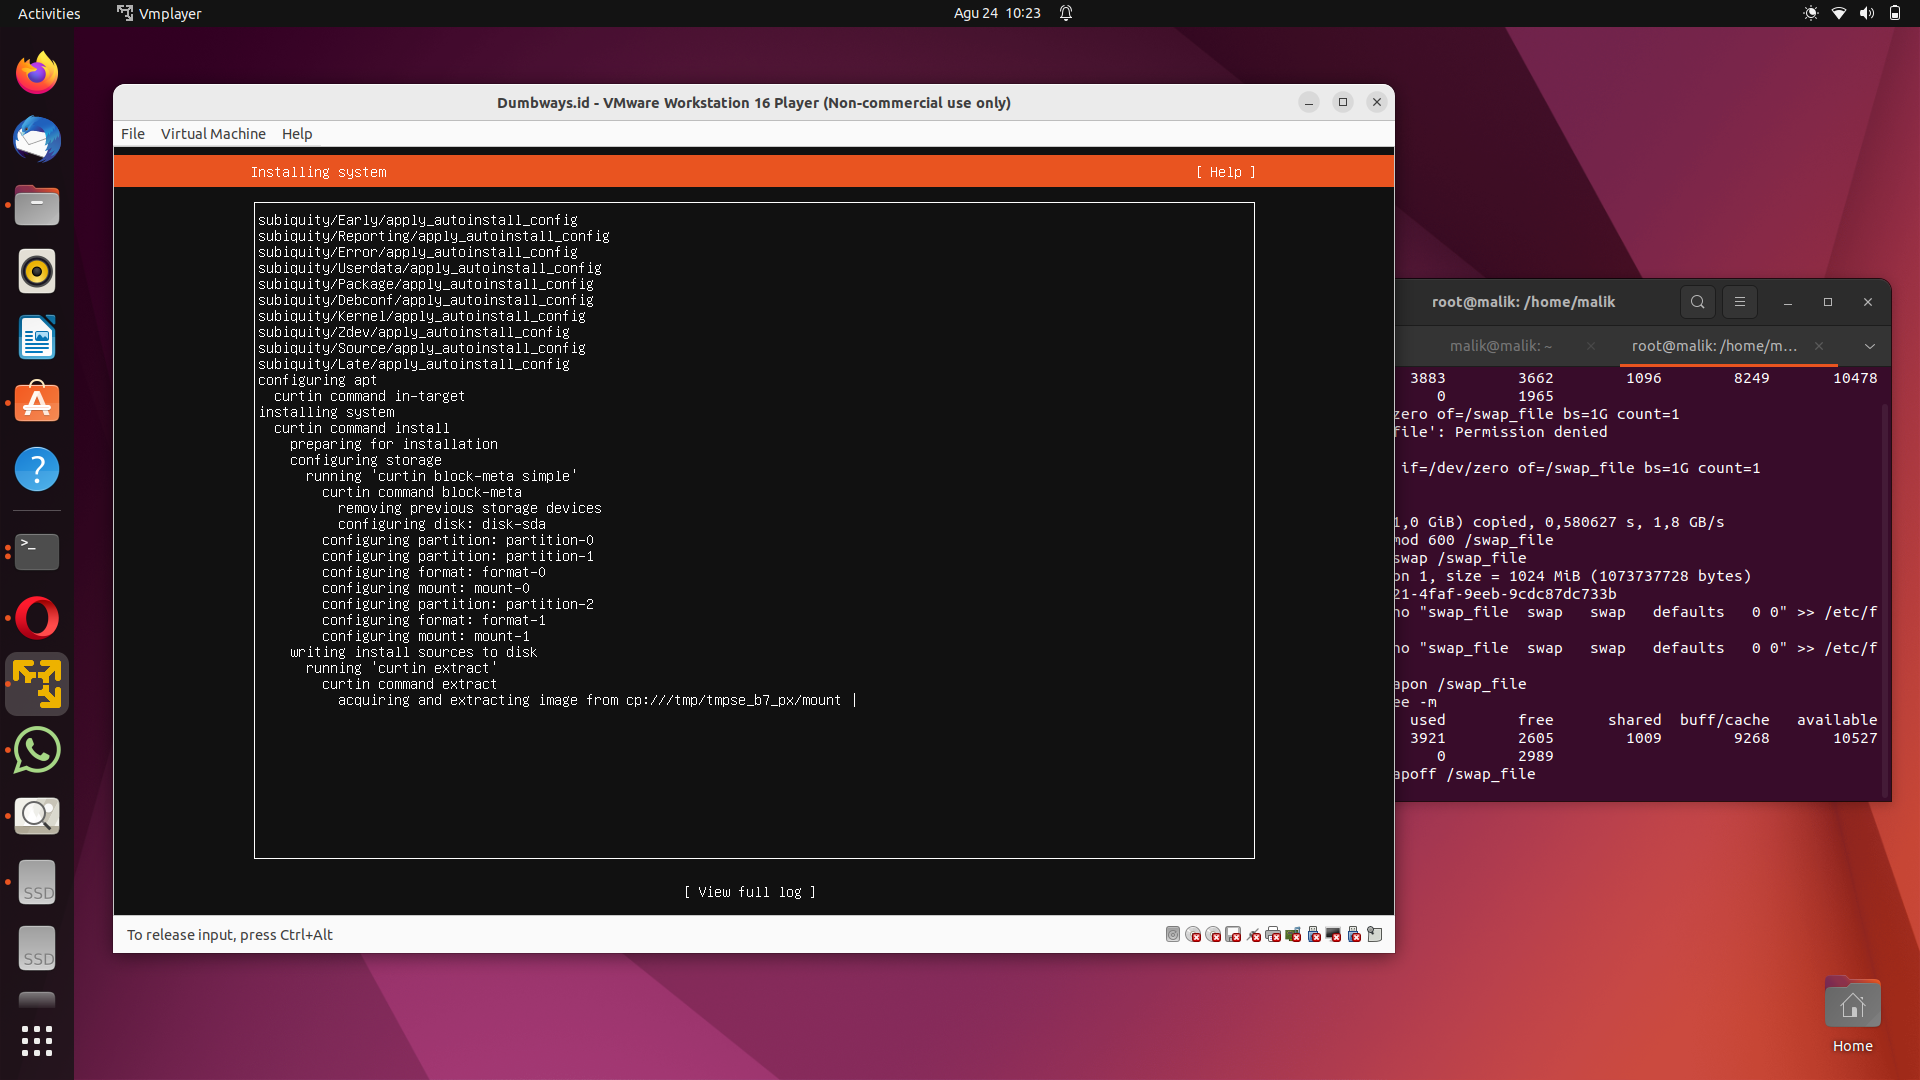 Activities
Vmplayer
Agu 24 10:23
Dumbways.id - VMware Workstation 16 Player (Non-commercial use only)
File Virtual Machine Help
Installing system [ Help ]
subiquity/Early/apply_autoinstall_config
subiquity/Reporting/apply_autoinstall_config
subiquity/Error/apply_autoinstall_config
subiquity/Userdata/apply_autoinstall_config
subiquity/Package/apply_autoinstall_config
subiquity/Debconf/apply_autoinstall_config
subiquity/Kernel/apply_autoinstall_config
subiquity/Zdev/apply_autoinstall_config
subiquity/Source/apply_autoinstall_config
subiquity/Late/apply_autoinstall_config
configuring apt
curtin command in-target
installing system
curtin command install
preparing for installation
configuring storage
running 'curtin block-meta simple'
curtin command block-meta
removing previous storage devices
configuring disk: disk-sda
configuring partition: partition-0
configuring partition: partition-1
configuring format: format-0
configuring mount: mount-0
configuring partition: partition-2
configuring format: format-1
configuring mount: mount-1
writing install sources to disk
running 'curtin extract'
curtin command extract
acquiring and extracting image from cp:///tmp/tmpse_b7_px/mount |
[ View full log ]
To release input, press Ctrl+Alt
root@malik: /home/malik
malik@malik: ~
root@malik: /home/m...
3883 3662 1096 8249 10478
0 1965
zero of=/swap_file bs=1G count=1
file': Permission denied
if=/dev/zero of=/swap_file bs=1G count=1
1,0 GiB) copied, 0,580627 s, 1,8 GB/s
mod 600 /swap_file
swap /swap_file
on 1, size = 1024 MiB (1073737728 bytes)
21-4faf-9eeb-9cdc87dc733b
no "swap_file swap swap defaults 0 0" >> /etc/f
no "swap_file swap swap defaults 0 0" >> /etc/f
apon /swap_file
ee -m
used free shared buff/cache available
3921 2605 1009 9268 10527
0 2989
apoff /swap_file
SSD
SSD
Home